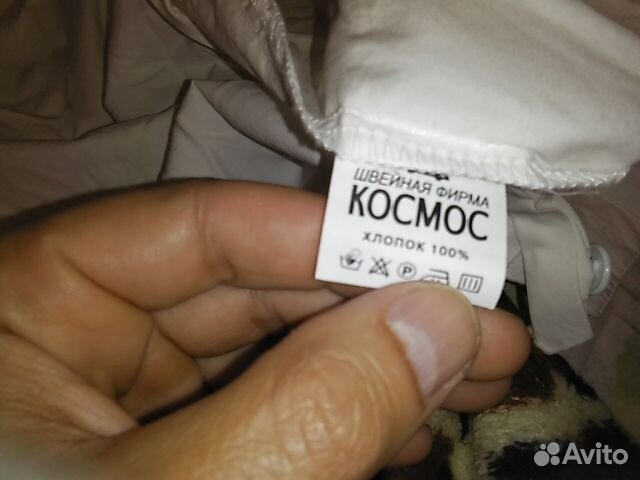 ШВЕЙНАЯ ФИРМА
КОСМОС
ХЛОПОК 100%
P
Avito